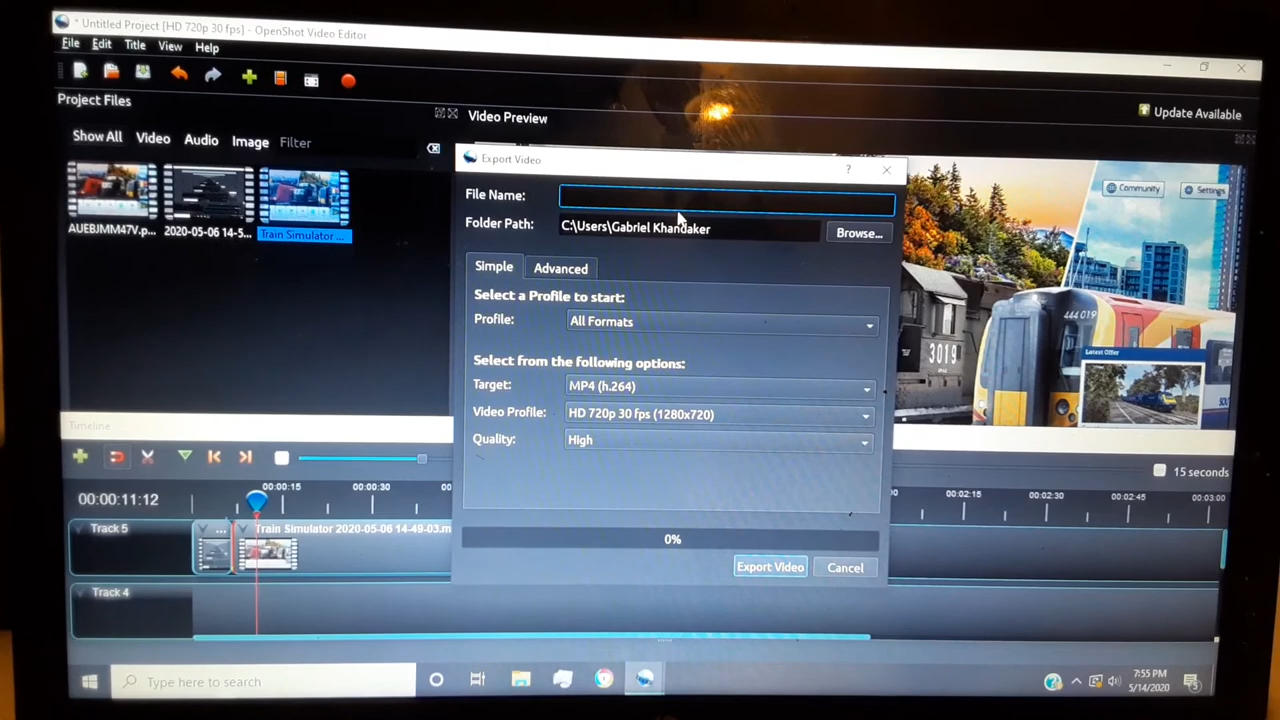 * Untitled Project [HD 720p 30 fps] - OpenShot Video Editor
File Edit Title View Help
Project Files
Video Preview
Update Available
Show All Video Audio Image Filter
AUEBJMM47V.p... 2020-05-06 14-5... Train Simulator ...
Export Video
?
File Name:
Folder Path: C:\Users\Gabriel Khandaker Browse...
Simple Advanced
Select a Profile to start:
Profile: All Formats
Select from the following options:
Target: MP4 (h.264)
Video Profile: HD 720p 30 fps (1280x720)
Quality: High
0%
Export Video Cancel
Community Settings
444 019
3019
Latest Offer
Timeline
15 seconds
00:00:11:12
00:00:15 00:00:30 00:02:15 00:02:30 00:02:45 00:03:00
Track 5
... Train Simulator 2020-05-06 14-49-03.m
Track 4
Type here to search
7:55 PM
5/14/2020